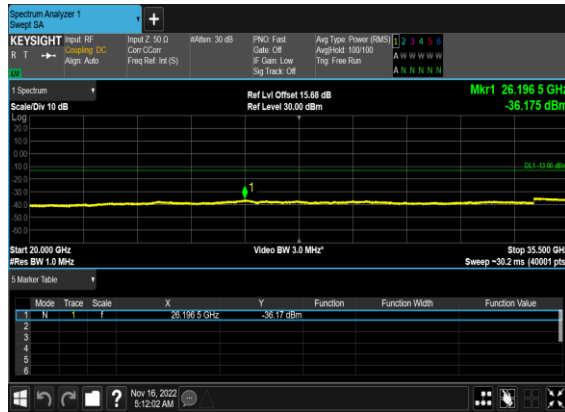 Spectrum Analyzer 1
Swept SA
+
KEYSIGHT Input: RF Input Z: 50 Ω #Atten: 30 dB PNO: Fast Avg Type: Power (RMS) 1 2 3 4 5 6
R T Coupling: DC Corr CCorr Gate: Off Avg|Hold: 100/100 A W W W W W
Align: Auto Freq Ref: Int (S) IF Gain: Low Trig: Free Run
LU Sig Track: Off A N N N N N
1 Spectrum Ref Lvl Offset 15.68 dB Mkr1 26.196 5 GHz
Scale/Div 10 dB Ref Level 30.00 dBm -36.175 dBm
Log
20.0
10.0
0.00
-10.0 DL1 -13.00 dBm
-20.0
-30.0 1
-40.0
-50.0
-60.0
Start 20.000 GHz Video BW 3.0 MHz* Stop 35.500 GHz
#Res BW 1.0 MHz Sweep ~30.2 ms (40001 pts)
5 Marker Table
Mode Trace Scale X Y Function Function Width Function Value
1 N 1 f 26.196 5 GHz -36.17 dBm
2
3
4
5
6
? Nov 16, 2022
5:12:02 AM